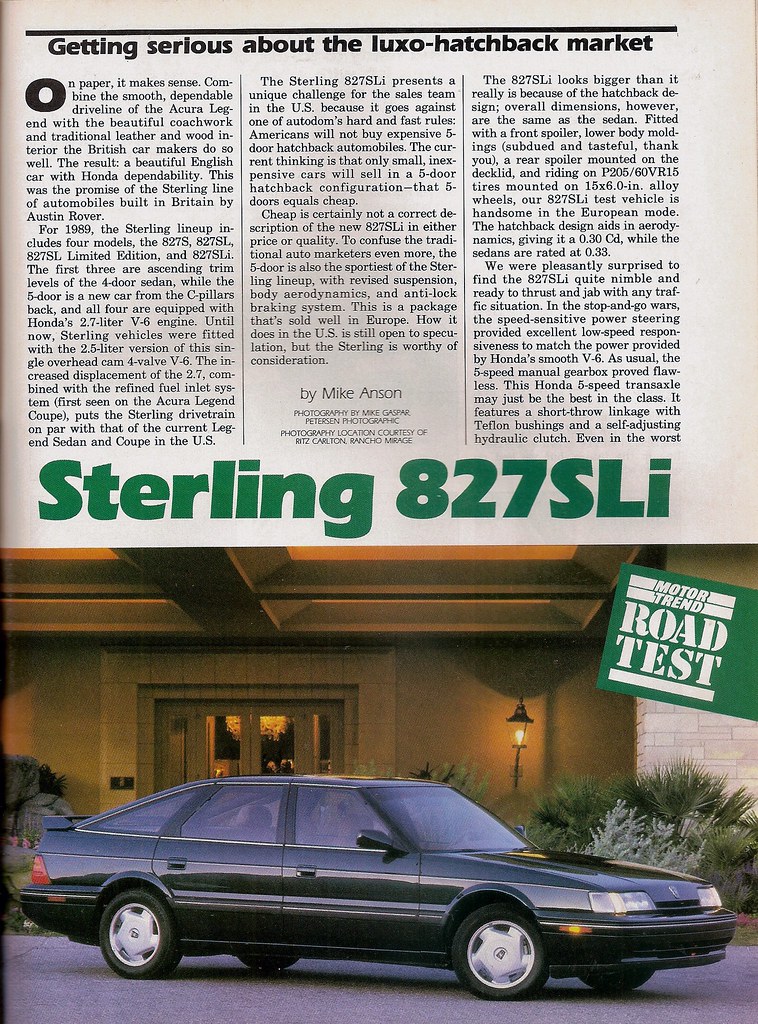 Getting serious about the luxo-hatchback market
On paper, it makes sense. Com-
bine the smooth, dependable
driveline of the Acura Leg-
end with the beautiful coachwork
and traditional leather and wood in-
terior the British car makers do so
well. The result: a beautiful English
car with Honda dependability. This
was the promise of the Sterling line
of automobiles built in Britain by
Austin Rover.
For 1989, the Sterling lineup in-
cludes four models, the 827S, 827SL,
827SL Limited Edition, and 827SLi.
The first three are ascending trim
levels of the 4-door sedan, while the
5-door is a new car from the C-pillars
back, and all four are equipped with
Honda's 2.7-liter V-6 engine. Until
now, Sterling vehicles were fitted
with the 2.5-liter version of this sin-
gle overhead cam 4-valve V-6. The in-
creased displacement of the 2.7, com-
bined with the refined fuel inlet sys-
tem (first seen on the Acura Legend
Coupe), puts the Sterling drivetrain
on par with that of the current Leg-
end Sedan and Coupe in the U.S.
The Sterling 827SLi presents a
unique challenge for the sales team
in the U.S. because it goes against
one of autodom's hard and fast rules:
Americans will not buy expensive 5-
door hatchback automobiles. The cur-
rent thinking is that only small, inex-
pensive cars will sell in a 5-door
hatchback configuration—that 5-
doors equals cheap.
Cheap is certainly not a correct de-
scription of the new 827SLi in either
price or quality. To confuse the tradi-
tional auto marketers even more, the
5-door is also the sportiest of the Ster-
ling lineup, with revised suspension,
body aerodynamics, and anti-lock
braking system. This is a package
that's sold well in Europe. How it
does in the U.S. is still open to specu-
lation, but the Sterling is worthy of
consideration.
by Mike Anson
PHOTOGRAPHY BY MIKE GASPAR,
PETERSEN PHOTOGRAPHIC
PHOTOGRAPHY LOCATION COURTESY OF
RITZ CARLTON, RANCHO MIRAGE
The 827SLi looks bigger than it
really is because of the hatchback de-
sign; overall dimensions, however,
are the same as the sedan. Fitted
with a front spoiler, lower body mold-
ings (subdued and tasteful, thank
you), a rear spoiler mounted on the
decklid, and riding on P205/60VR15
tires mounted on 15x6.0-in. alloy
wheels, our 827SLi test vehicle is
handsome in the European mode.
The hatchback design aids in aerody-
namics, giving it a 0.30 Cd, while the
sedans are rated at 0.33.
We were pleasantly surprised to
find the 827SLi quite nimble and
ready to thrust and jab with any traf-
fic situation. In the stop-and-go wars,
the speed-sensitive power steering
provided excellent low-speed respon-
siveness to match the power provided
by Honda's smooth V-6. As usual, the
5-speed manual gearbox proved flaw-
less. This Honda 5-speed transaxle
may just be the best in the class. It
features a short-throw linkage with
Teflon bushings and a self-adjusting
hydraulic clutch. Even in the worst
Sterling 827SLi
MOTOR
TREND
ROAD
TEST